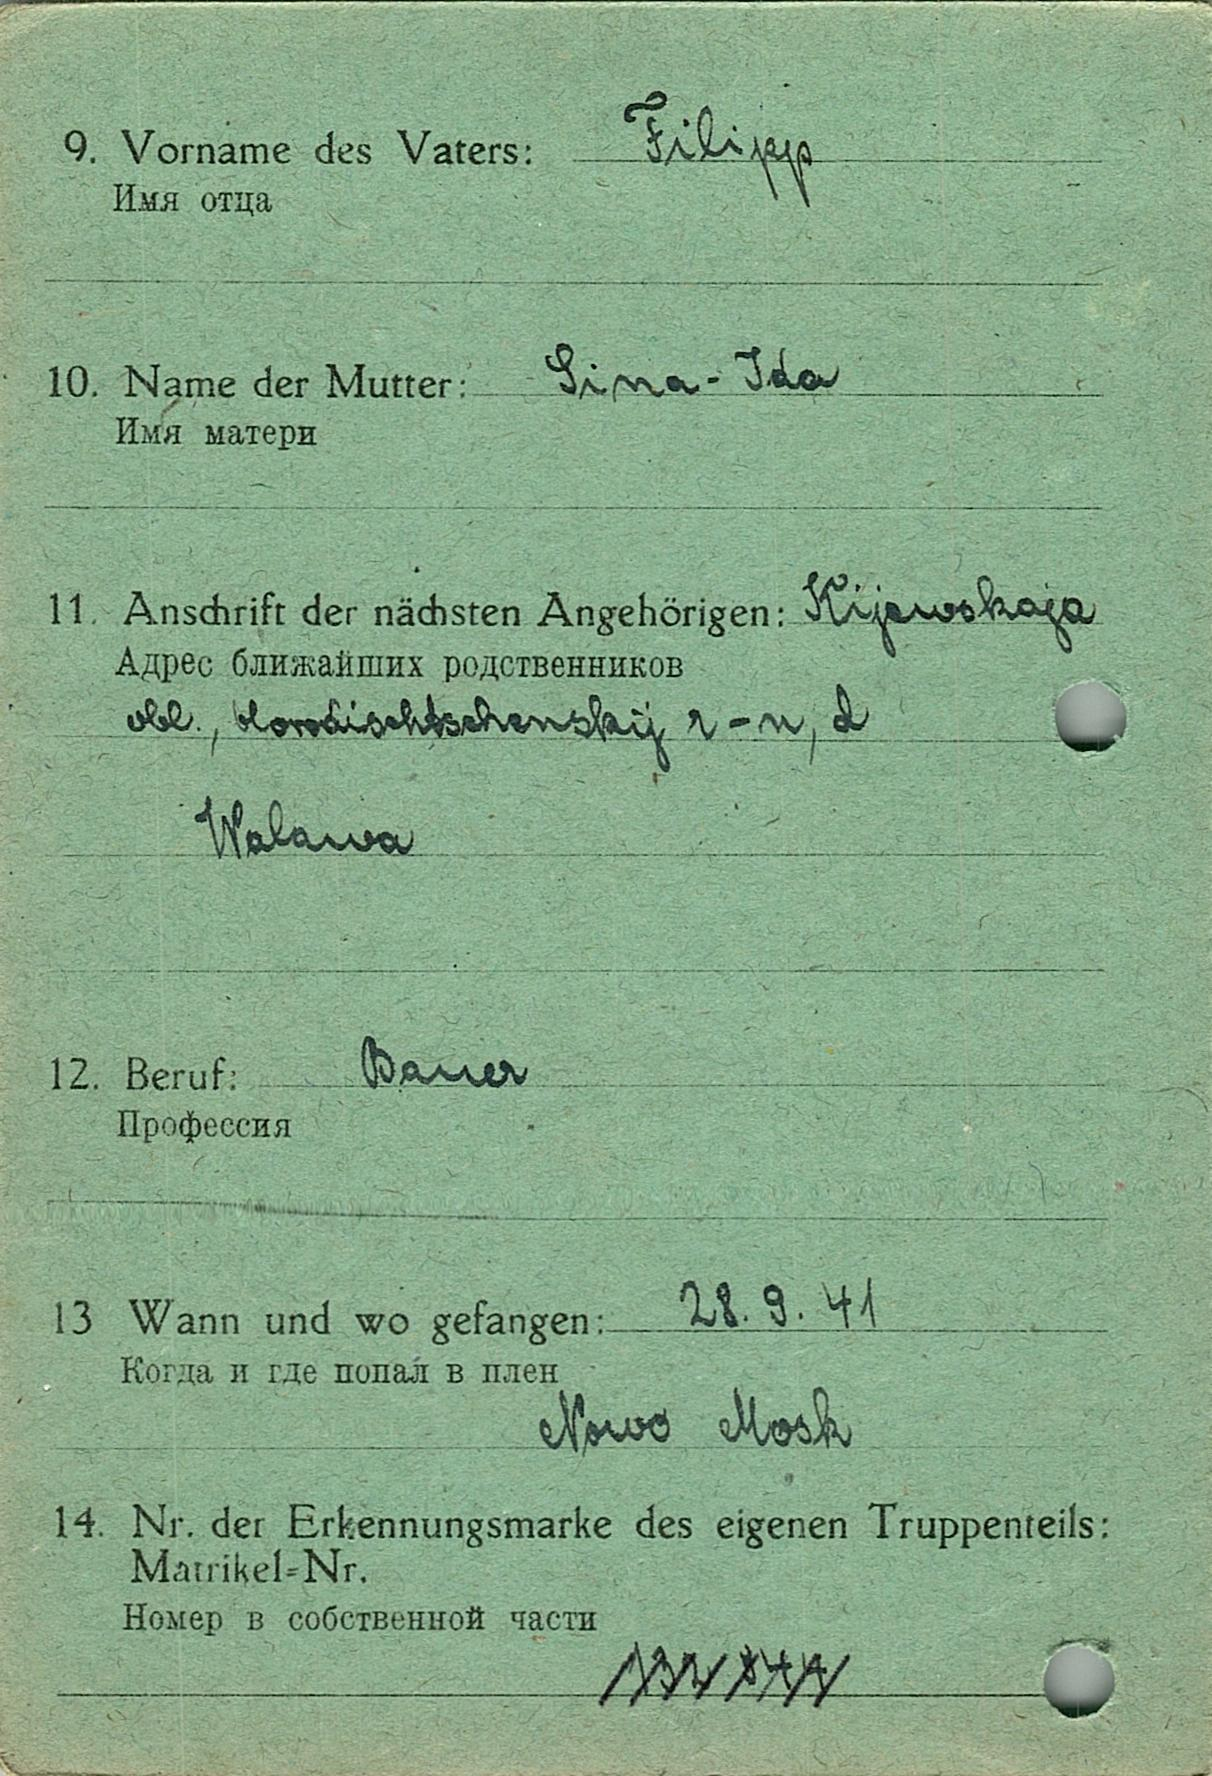 9. Vorname des Vaters: Filipp
Имя отца
10. Name der Mutter: Sina-Ida
Имя матери
11. Anschrift der nächsten Angehörigen: Kijewskaja
Адрес ближайших родственников
obl., Horodischtschenskij r-n, d
Walawa
12. Beruf: Bauer
Профессия
13 Wann und wo gefangen: 28. 9. 41
Когда и где попал в плен
Nowo Mosk
14. Nr. der Erkennungsmarke des eigenen Truppenteils:
Matrikel-Nr.
Номер в собственной части